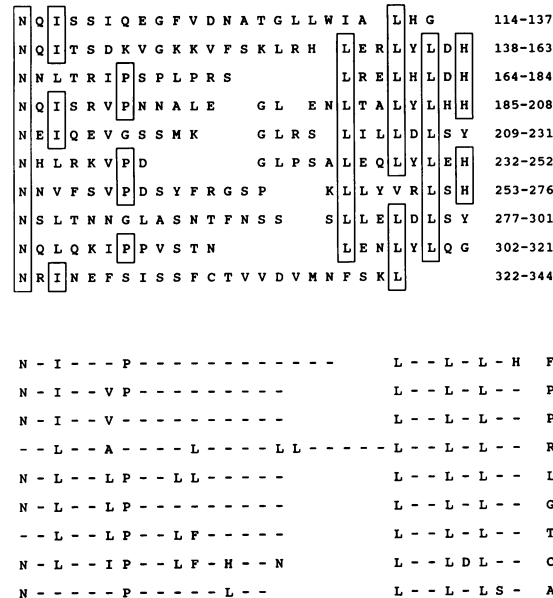 N Q I S S I Q E G F V D N A T G L L W I A L H G 114-137
N Q I T S D K V G K K V F S K L R H L E R L Y L D H 138-163
N N L T R I P S P L P R S L R E L H L D H 164-184
N Q I S R V P N N A L E G L E N L T A L Y L H H 185-208
N E I Q E V G S S M K G L R S L I L L D L S Y 209-231
N H L R K V P D G L P S A L E Q L Y L E H 232-252
N N V F S V P D S Y F R G S P K L L Y V R L S H 253-276
N S L T N N G L A S N T F N S S S L L E L D L S Y 277-301
N Q L Q K I P P V S T N L E N L Y L Q G 302-321
N R I N E F S I S S F C T V V D V M N F S K L 322-344
N - I - - - P - - - - - - - - - - - - L - - L - L - H F
N - I - - V P - - - - - - - - - L - - L - L - - P
N - I - - V - - - - - - - - - - L - - L - L - - P
- - L - - A - - - - L - - - - L L - - - - - L - - L - L - - R
N - L - - L P - - L L - - - - - L - - L - L - - L
N - L - - L P - - - - - - - - - L - - L - L - - G
- - L - - L P - - L F - - - - - L - - L - L - - T
N - L - - I P - - L F - H - - N L - - L D L - - C
N - - - - - P - - - - - L - - L - - L - L S - A